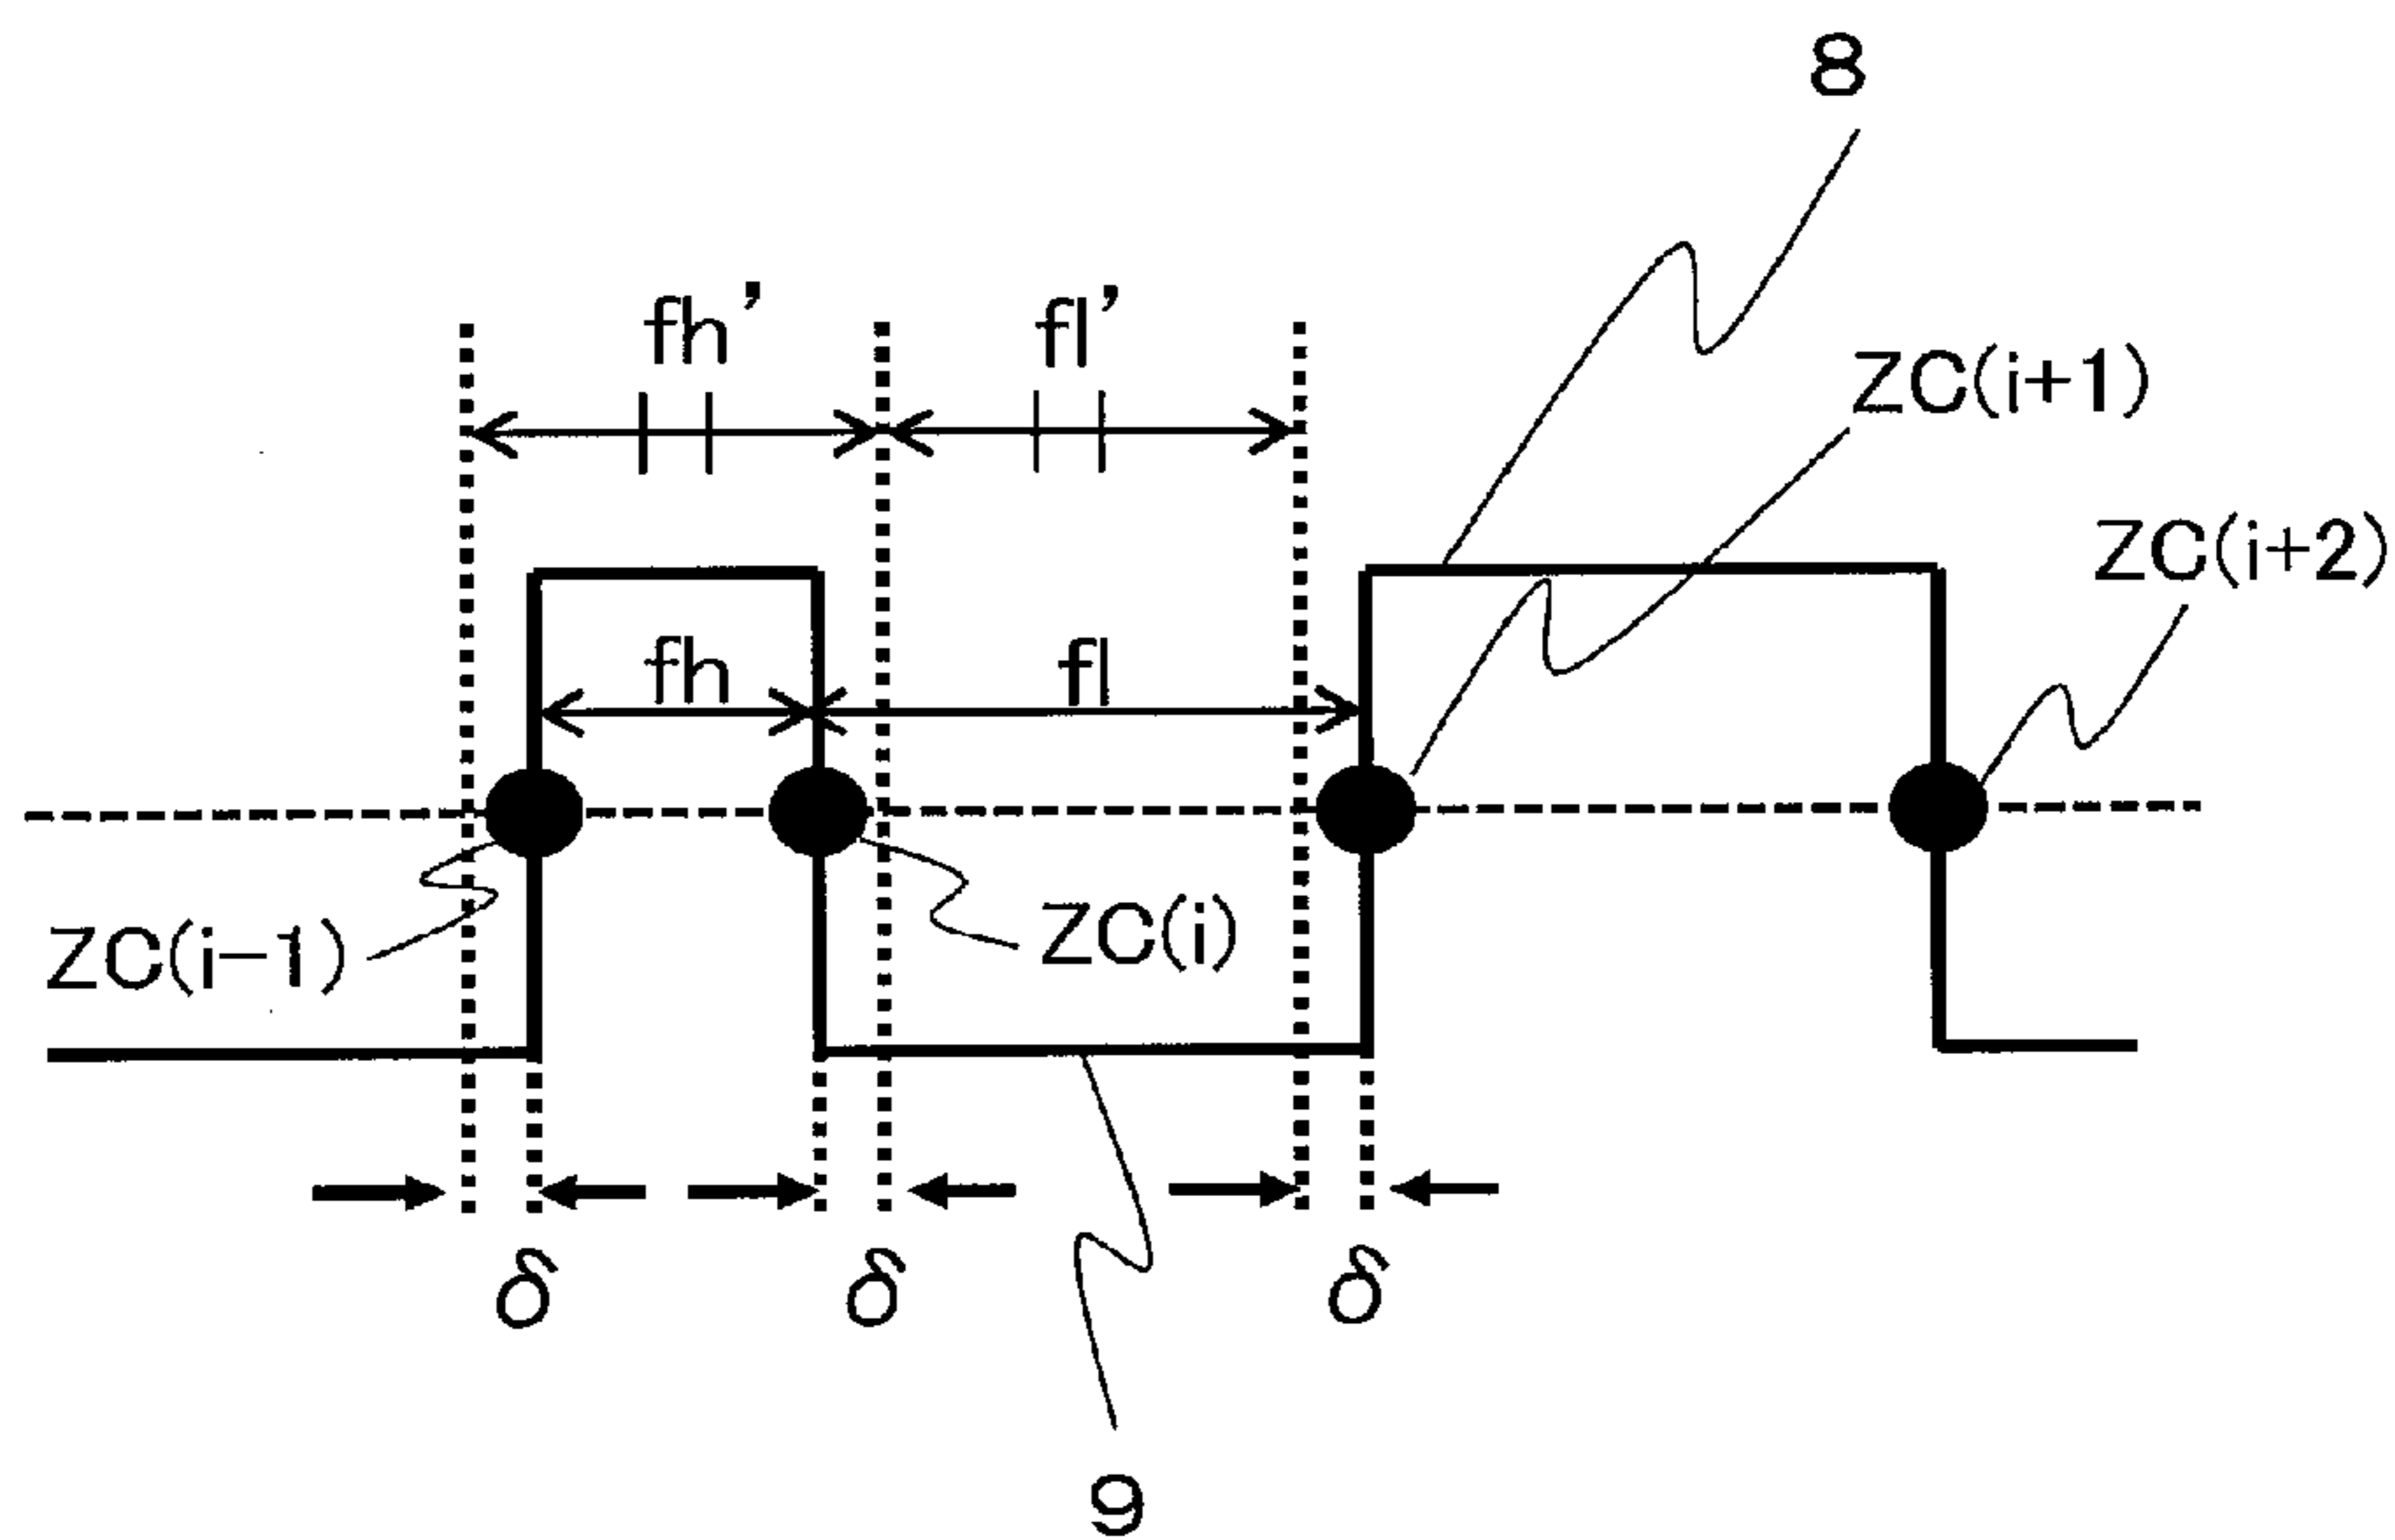 8
fh’ fl’
ZC(i+1)
ZC(i+2)
fh fl
ZC(i−1) ZC(i)
δ δ δ
9